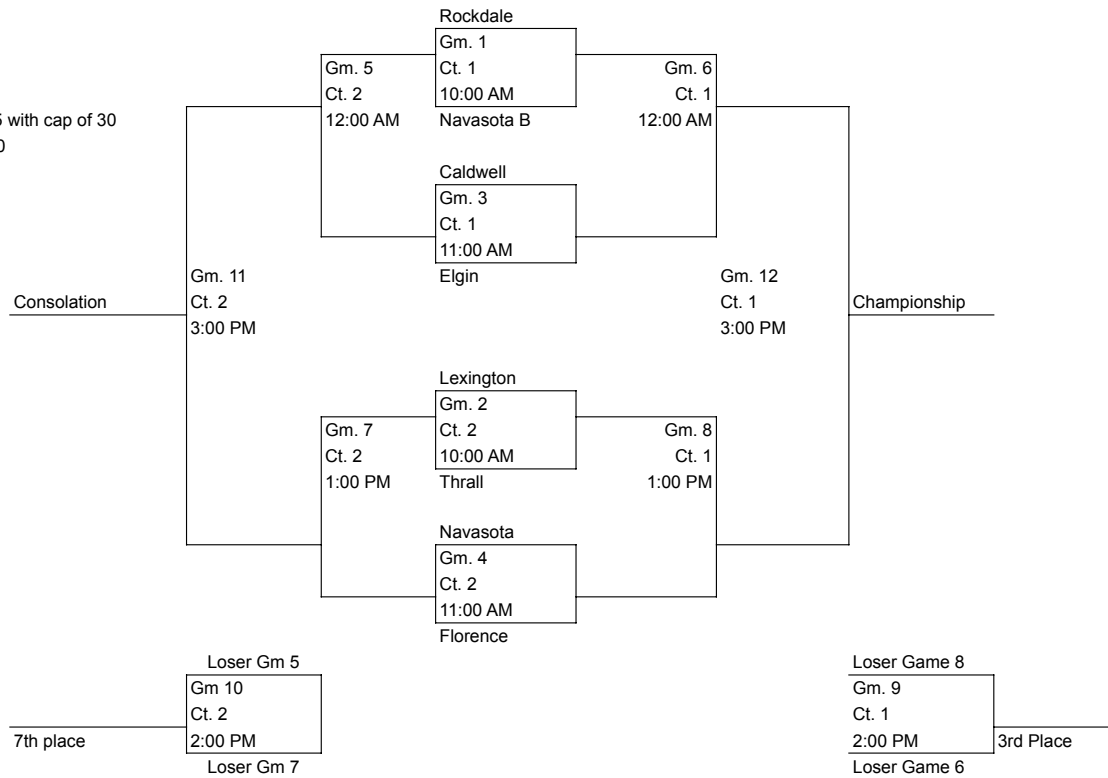 Rockdale
Gm. 1
Gm. 5
Gm. 6
Ct. 1
Ct. 2
Ct. 1
10:00 AM
with cap of 30
12:00 AM
Navasota B
12:00 AM
Caldwell
Gm. 3
Ct. 1
11:00 AM
Elgin
Gm. 11
Gm. 12
Consolation
Ct. 2
Ct. 1
Championship
3:00 PM
3:00 PM
Lexington
Gm. 2
Gm. 7
Gm. 8
Ct. 2
Ct. 2
Ct. 1
10:00 AM
1:00 PM
Thrall
1:00 PM
Navasota
Gm. 4
Ct. 2
11:00 AM
Florence
Loser Gm 5
Loser Game 8
Gm 10
Gm. 9
Ct. 2
Ct. 1
7th place
2:00 PM
2:00 PM
3rd Place
Loser Gm 7
Loser Game 6